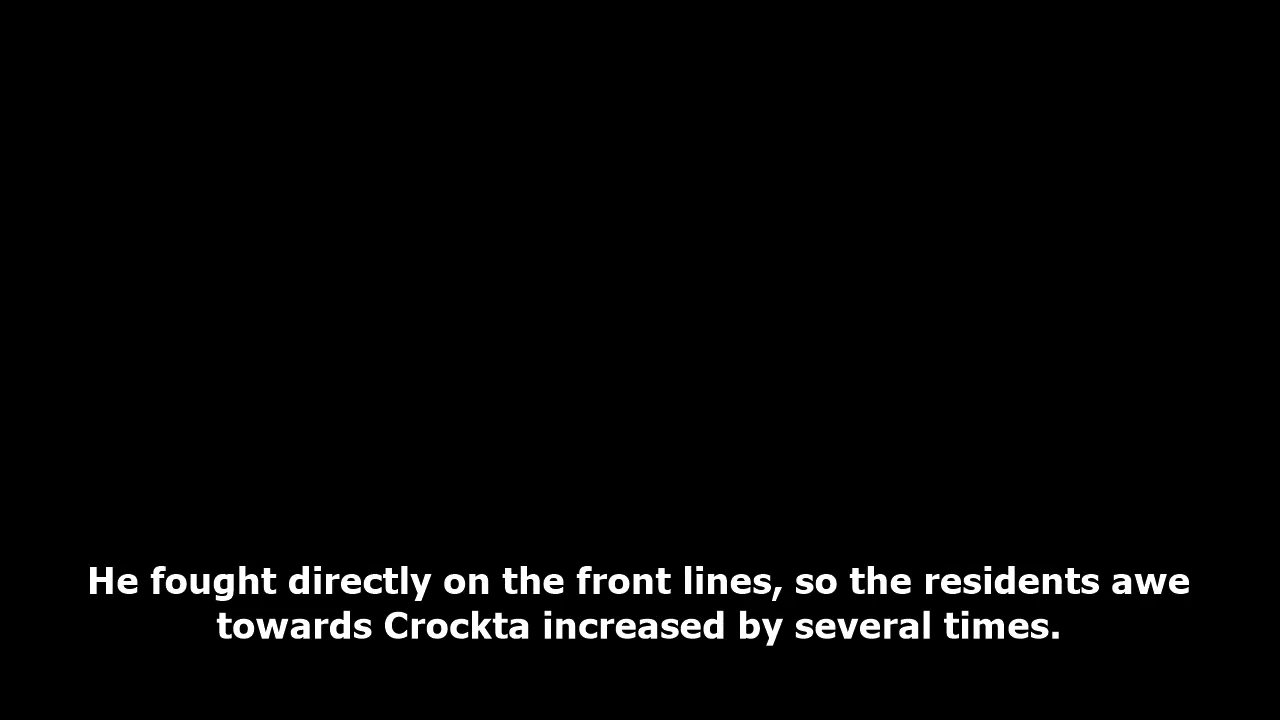 He fought directly on the front lines, so the residents awe
towards Crockta increased by several times.